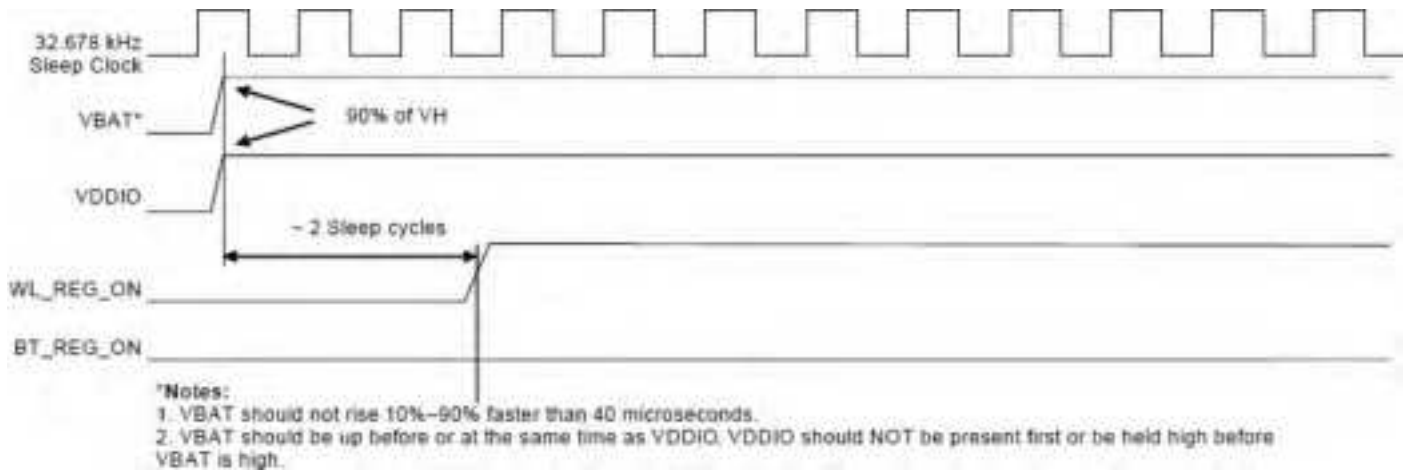 32.678 kHz
Sleep Clock
90% of VH
VBAT*
VDDIO
~ 2 Sleep cycles
WL_REG_ON
BT_REG_ON
*Notes:
1. VBAT should not rise 10%–90% faster than 40 microseconds.
2. VBAT should be up before or at the same time as VDDIO. VDDIO should NOT be present first or be held high before
VBAT is high.